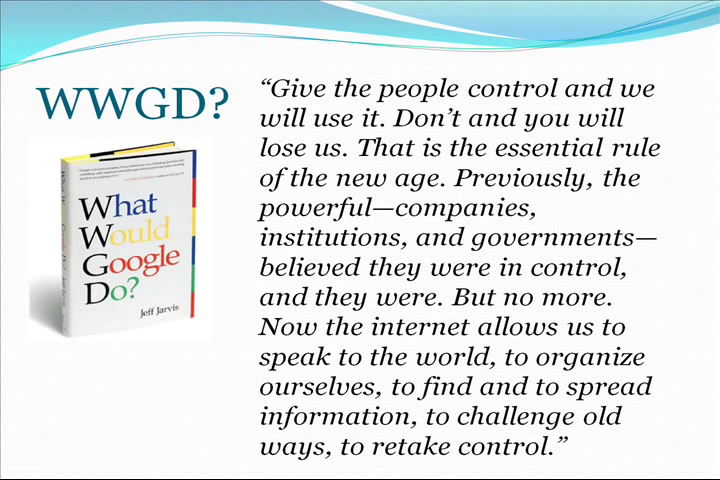 WWGD?
What
Would
Google
Do?
Jeff Jarvis
“Give the people control and we
will use it. Don’t and you will
lose us. That is the essential rule
of the new age. Previously, the
powerful—companies,
institutions, and governments—
believed they were in control,
and they were. But no more.
Now the internet allows us to
speak to the world, to organize
ourselves, to find and to spread
information, to challenge old
ways, to retake control.”